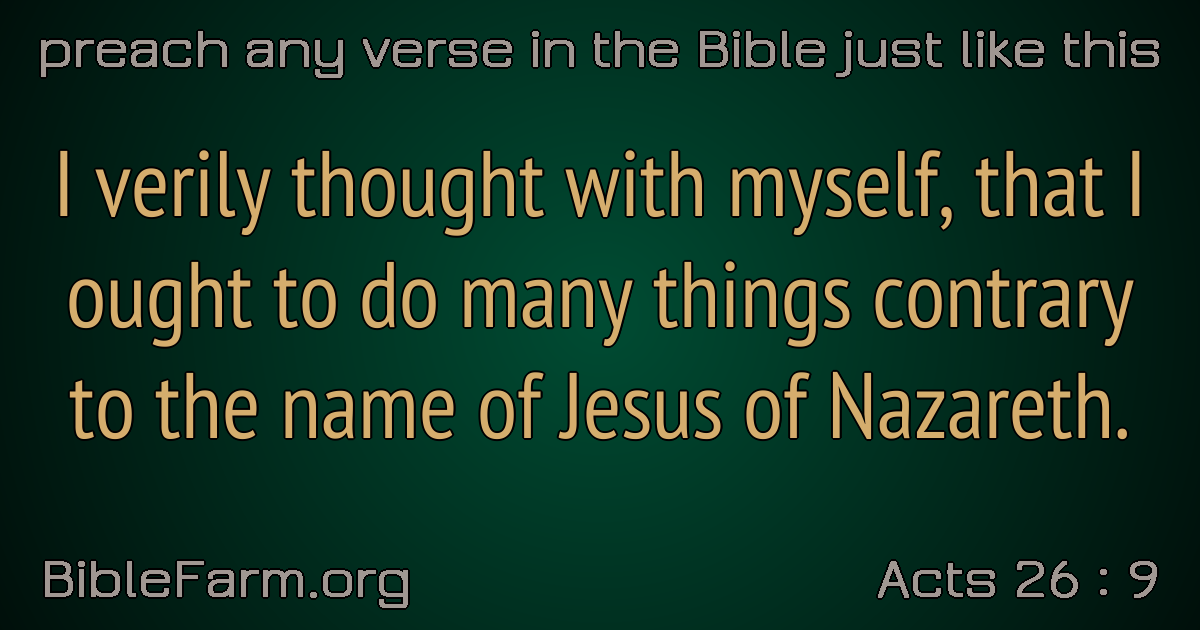 preach any verse in the Bible just like this
I verily thought with myself, that I
ought to do many things contrary
to the name of Jesus of Nazareth.
BibleFarm.org
Acts 26 : 9